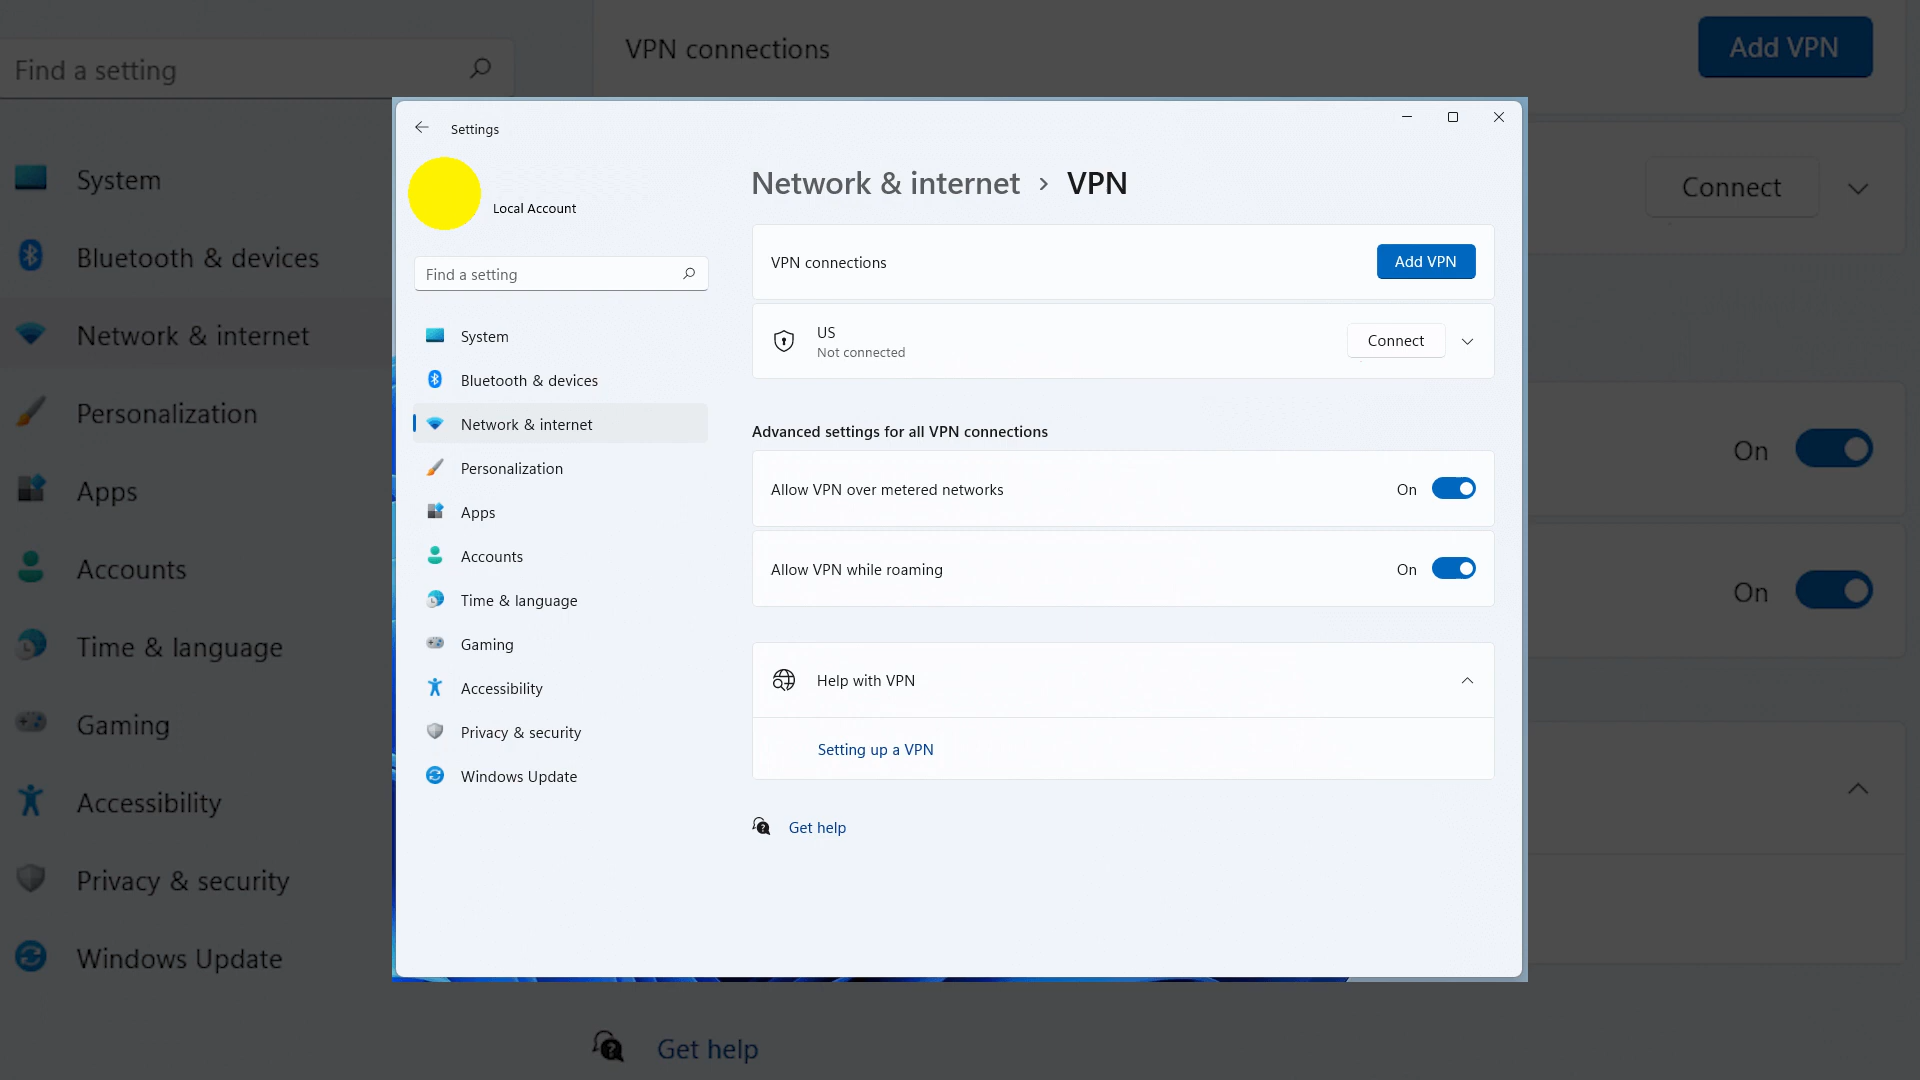 Find a setting
System
Bluetooth & devices
Network & internet
Personalization
Apps
Accounts
Time & language
Gaming
Accessibility
Privacy & security
Windows Update
VPN connections
Add VPN
Connect
On
On
Get help
Settings
Local Account
Find a setting
System
Bluetooth & devices
Network & internet
Personalization
Apps
Accounts
Time & language
Gaming
Accessibility
Privacy & security
Windows Update
Network & internet › VPN
VPN connections
Add VPN
US
Not connected
Connect
Advanced settings for all VPN connections
Allow VPN over metered networks
On
Allow VPN while roaming
On
Help with VPN
Setting up a VPN
Get help